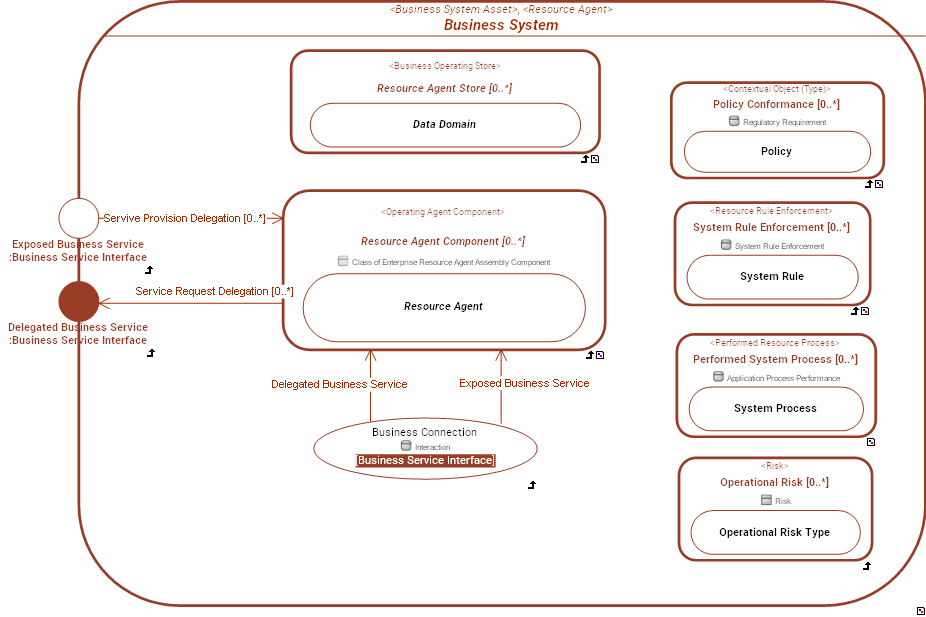 <Business System Asset>, <Resource Agent>
Business System
<Business Operating Store>
Resource Agent Store [0..*]
Data Domain
<Contextual Object (Type)>
Policy Conformance [0..*]
Regulatory Requirement
Policy
<Operating Agent Component>
Resource Agent Component [0..*]
Class of Enterprise Resource Agent Assembly Component
Resource Agent
<Resource Rule Enforcement>
System Rule Enforcement [0..*]
System Rule Enforcement
System Rule
Servive Provision Delegation [0..*]
Exposed Business Service
:Business Service Interface
Service Request Delegation [0..*]
Delegated Business Service
:Business Service Interface
<Performed Resource Process>
Performed System Process [0..*]
Application Process Performance
System Process
Delegated Business Service
Exposed Business Service
Business Connection
Interaction
[Business Service Interface]
<Risk>
Operational Risk [0..*]
Risk
Operational Risk Type